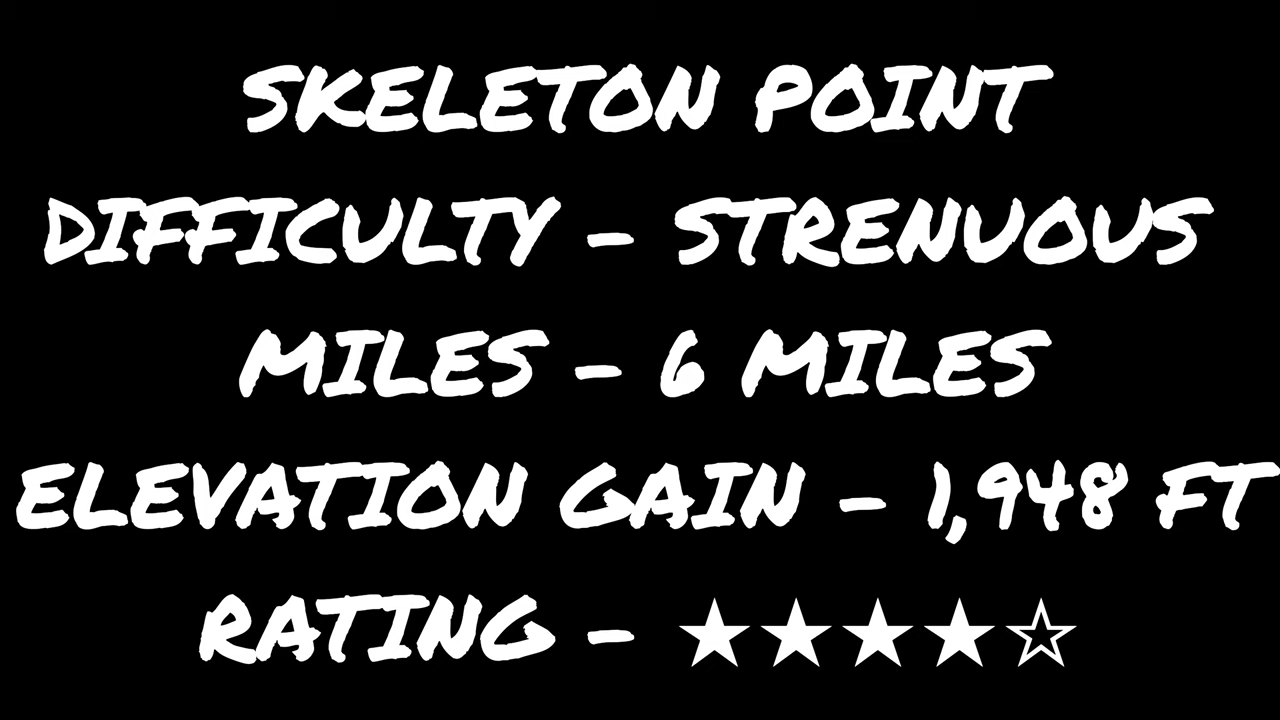 SKELETON POINT
DIFFICULTY - STRENUOUS
MILES - 6 MILES
ELEVATION GAIN - 1,948 FT
RATING - ★★★★☆